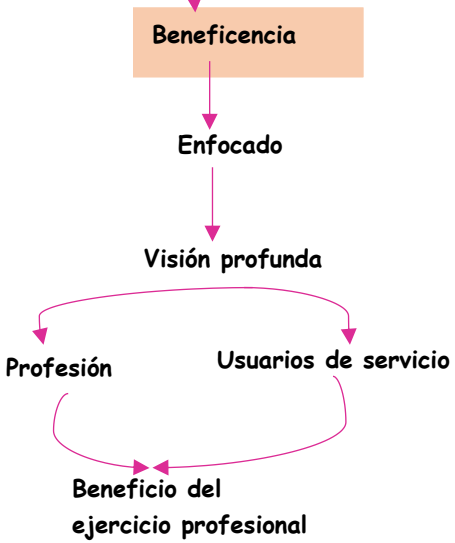 Beneficencia
Enfocado
Visión profunda
Profesión
Usuarios de servicio
Beneficio del
ejercicio profesional